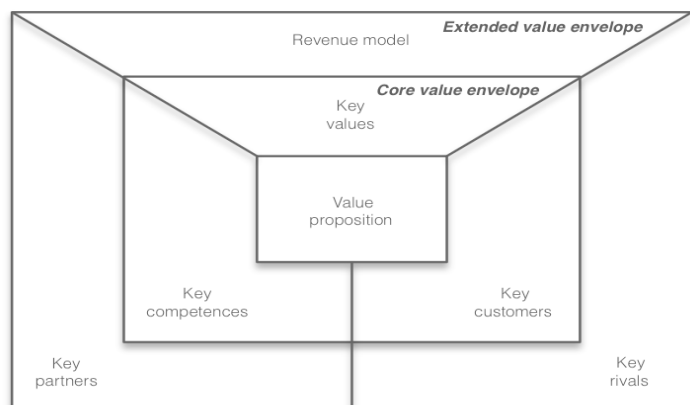 Extended value envelope
Revenue model
Core value envelope
Key
values
Value
proposition
Key
competences
Key
customers
Key
partners
Key
rivals